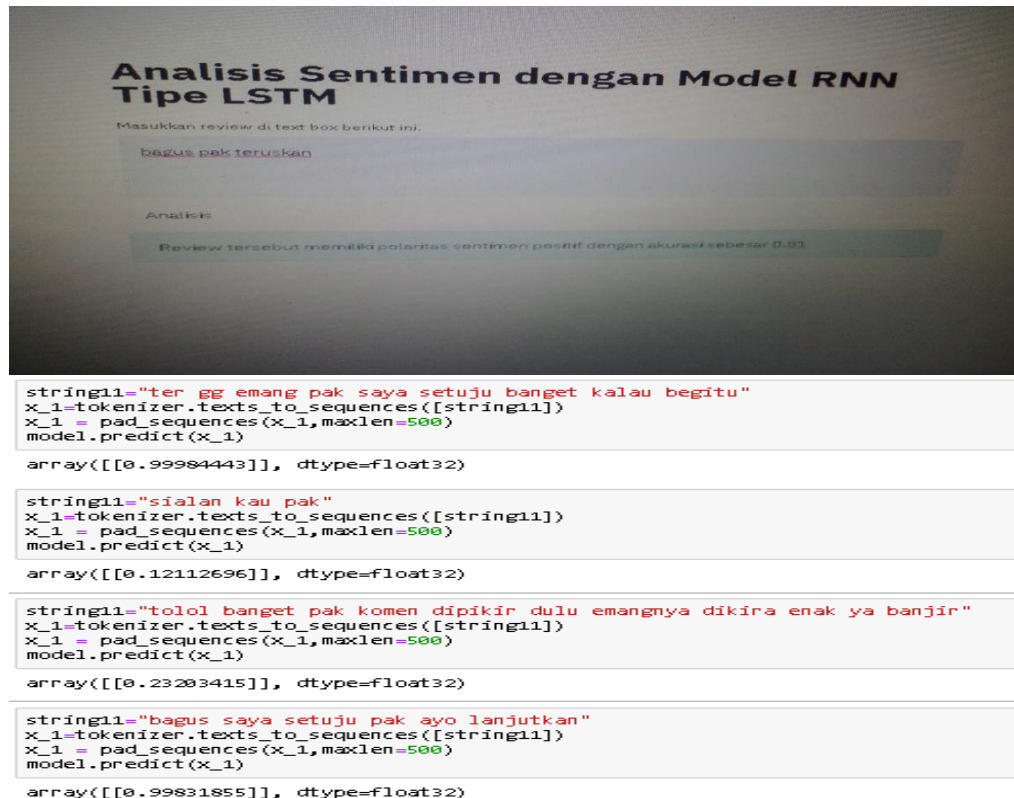 Analisis Sentimen dengan Model RNN
Tipe LSTM
Masukkan review di text box berikut ini.
bagus pak teruskan
Analisis
Review tersebut memiliki polaritas sentimen positif dengan akurasi sebesar 0.91
string11="ter gg emang pak saya setuju banget kalau begitu"
x_1=tokenizer.texts_to_sequences([string11])
x_1 = pad_sequences(x_1,maxlen=500)
model.predict(x_1)
array([[0.99984443]], dtype=float32)
string11="sialan kau pak"
x_1=tokenizer.texts_to_sequences([string11])
x_1 = pad_sequences(x_1,maxlen=500)
model.predict(x_1)
array([[0.12112696]], dtype=float32)
string11="tolol banget pak komen dipikir dulu emangnya dikira enak ya banjir"
x_1=tokenizer.texts_to_sequences([string11])
x_1 = pad_sequences(x_1,maxlen=500)
model.predict(x_1)
array([[0.23203415]], dtype=float32)
string11="bagus saya setuju pak ayo lanjutkan"
x_1=tokenizer.texts_to_sequences([string11])
x_1 = pad_sequences(x_1,maxlen=500)
model.predict(x_1)
array([[0.99831855]], dtype=float32)